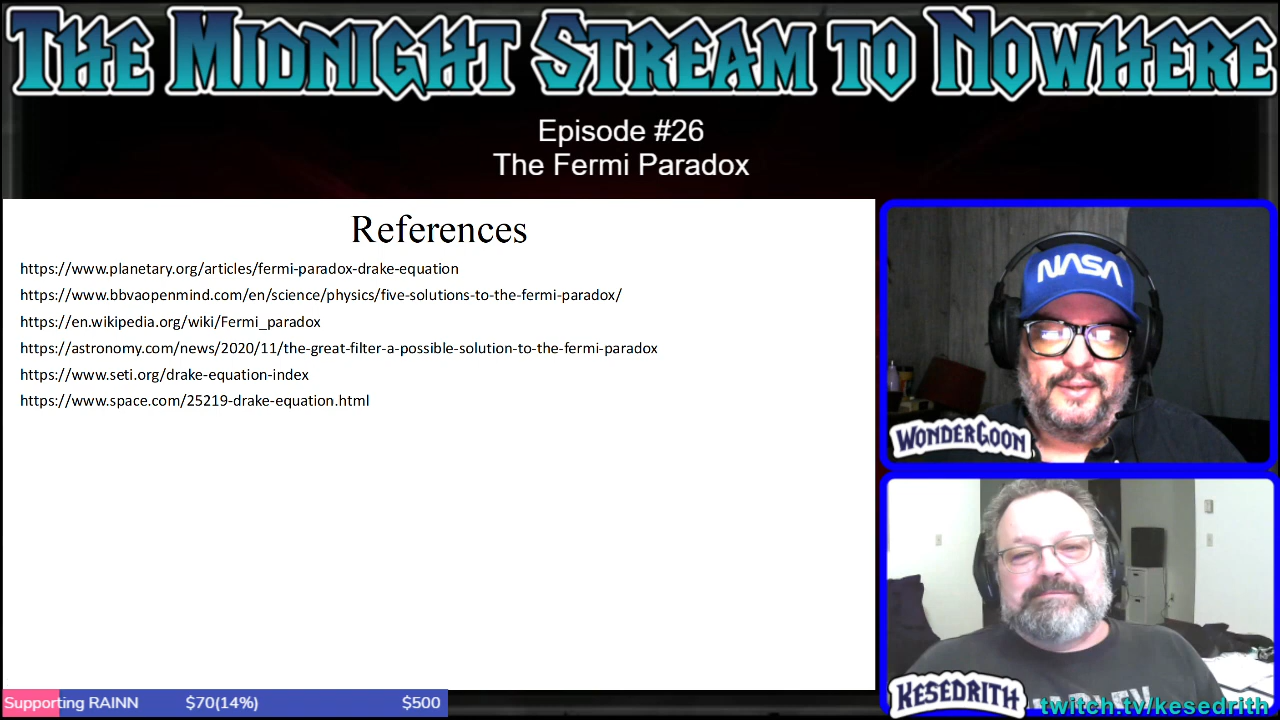 The Midnight Stream to Nowhere
Episode #26
The Fermi Paradox
References
https://www.planetary.org/articles/fermi-paradox-drake-equation
https://www.bbvaopenmind.com/en/science/physics/five-solutions-to-the-fermi-paradox/
https://en.wikipedia.org/wiki/Fermi_paradox
https://astronomy.com/news/2020/11/the-great-filter-a-possible-solution-to-the-fermi-paradox
https://www.seti.org/drake-equation-index
https://www.space.com/25219-drake-equation.html
NASA
WonderGoon
Kesedrith
twitch.tv/kesedrith
Supporting RAINN $70(14%) $500